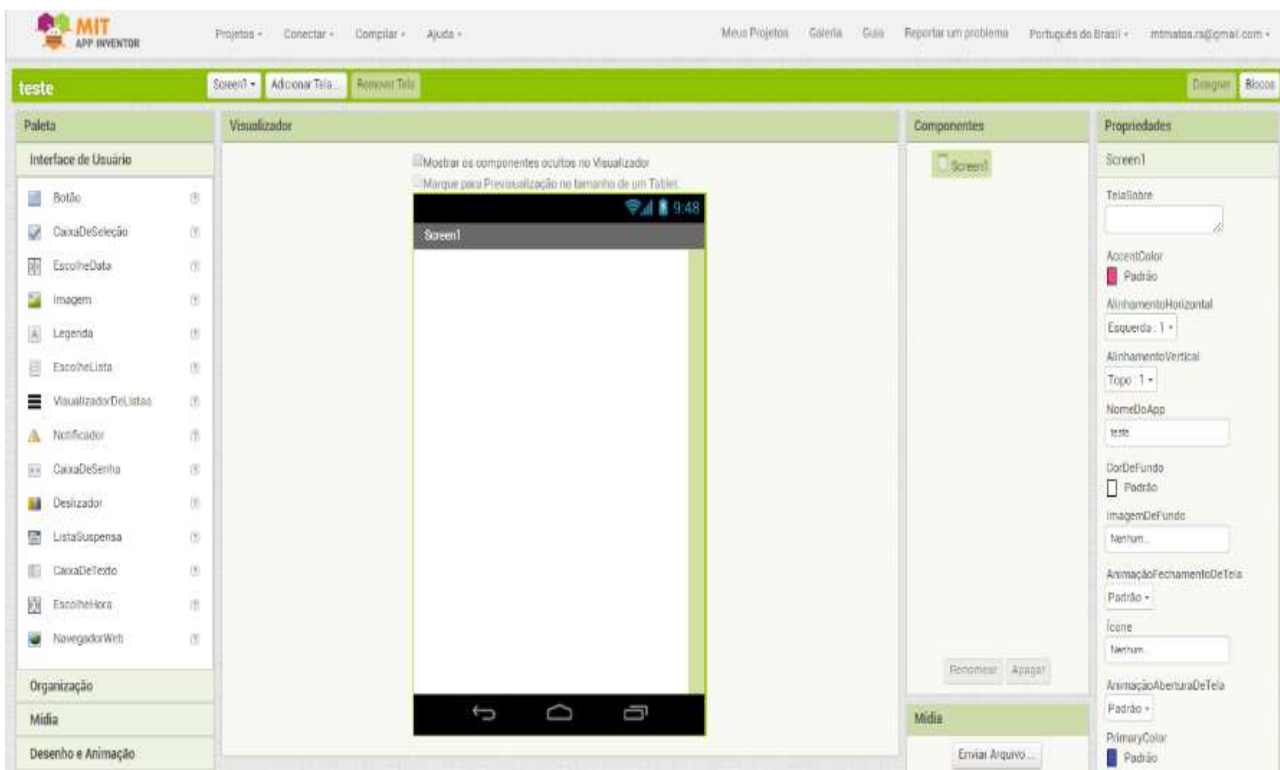 MIT
APP INVENTOR
Projetos
Conectar
Compilar
Ajuda
Meus Projetos
Galeria
Guia
Reportar um problema
Português do Brasil
mtmatos.rs@gmail.com
teste
Screen1
Adicionar Tela ...
Remover Tela
Designer
Blocos
Paleta
Interface de Usuário
Botão
CaixaDeSeleção
EscolheData
Imagem
Legenda
EscolheLista
VisualizadorDeListas
Notificador
CaixaDeSenha
Deslizador
ListaSuspensa
CaixaDeTexto
EscolheHora
NavegadorWeb
Organização
Mídia
Desenho e Animação
Visualizador
Mostrar os componentes ocultos no Visualizador
Marque para Previsualização no tamanho de um Tablet.
9:48
Screen1
Componentes
Screen1
Renomear
Apagar
Mídia
Enviar Arquivo ...
Propriedades
Screen1
TelaSobre
AccentColor
Padrão
AlinhamentoHorizontal
Esquerda : 1
AlinhamentoVertical
Topo : 1
NomeDoApp
teste
CorDeFundo
Padrão
ImagemDeFundo
Nenhum...
AnimaçãoFechamentoDeTela
Padrão
Ícone
Nenhum...
AnimaçãoAberturaDeTela
Padrão
PrimaryColor
Padrão